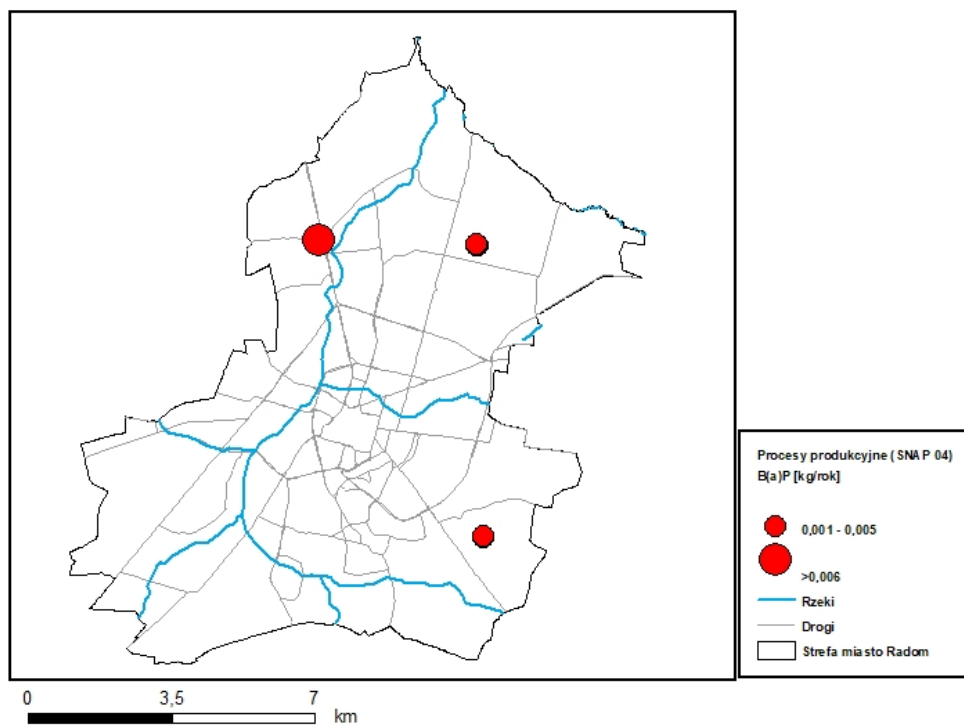 Procesy produkcyjne (SNAP 04)
B(a)P [kg/rok]
0,001 - 0,005
>0,006
Rzeki
Drogi
Strefa miasto Radom
0 3,5 7
km